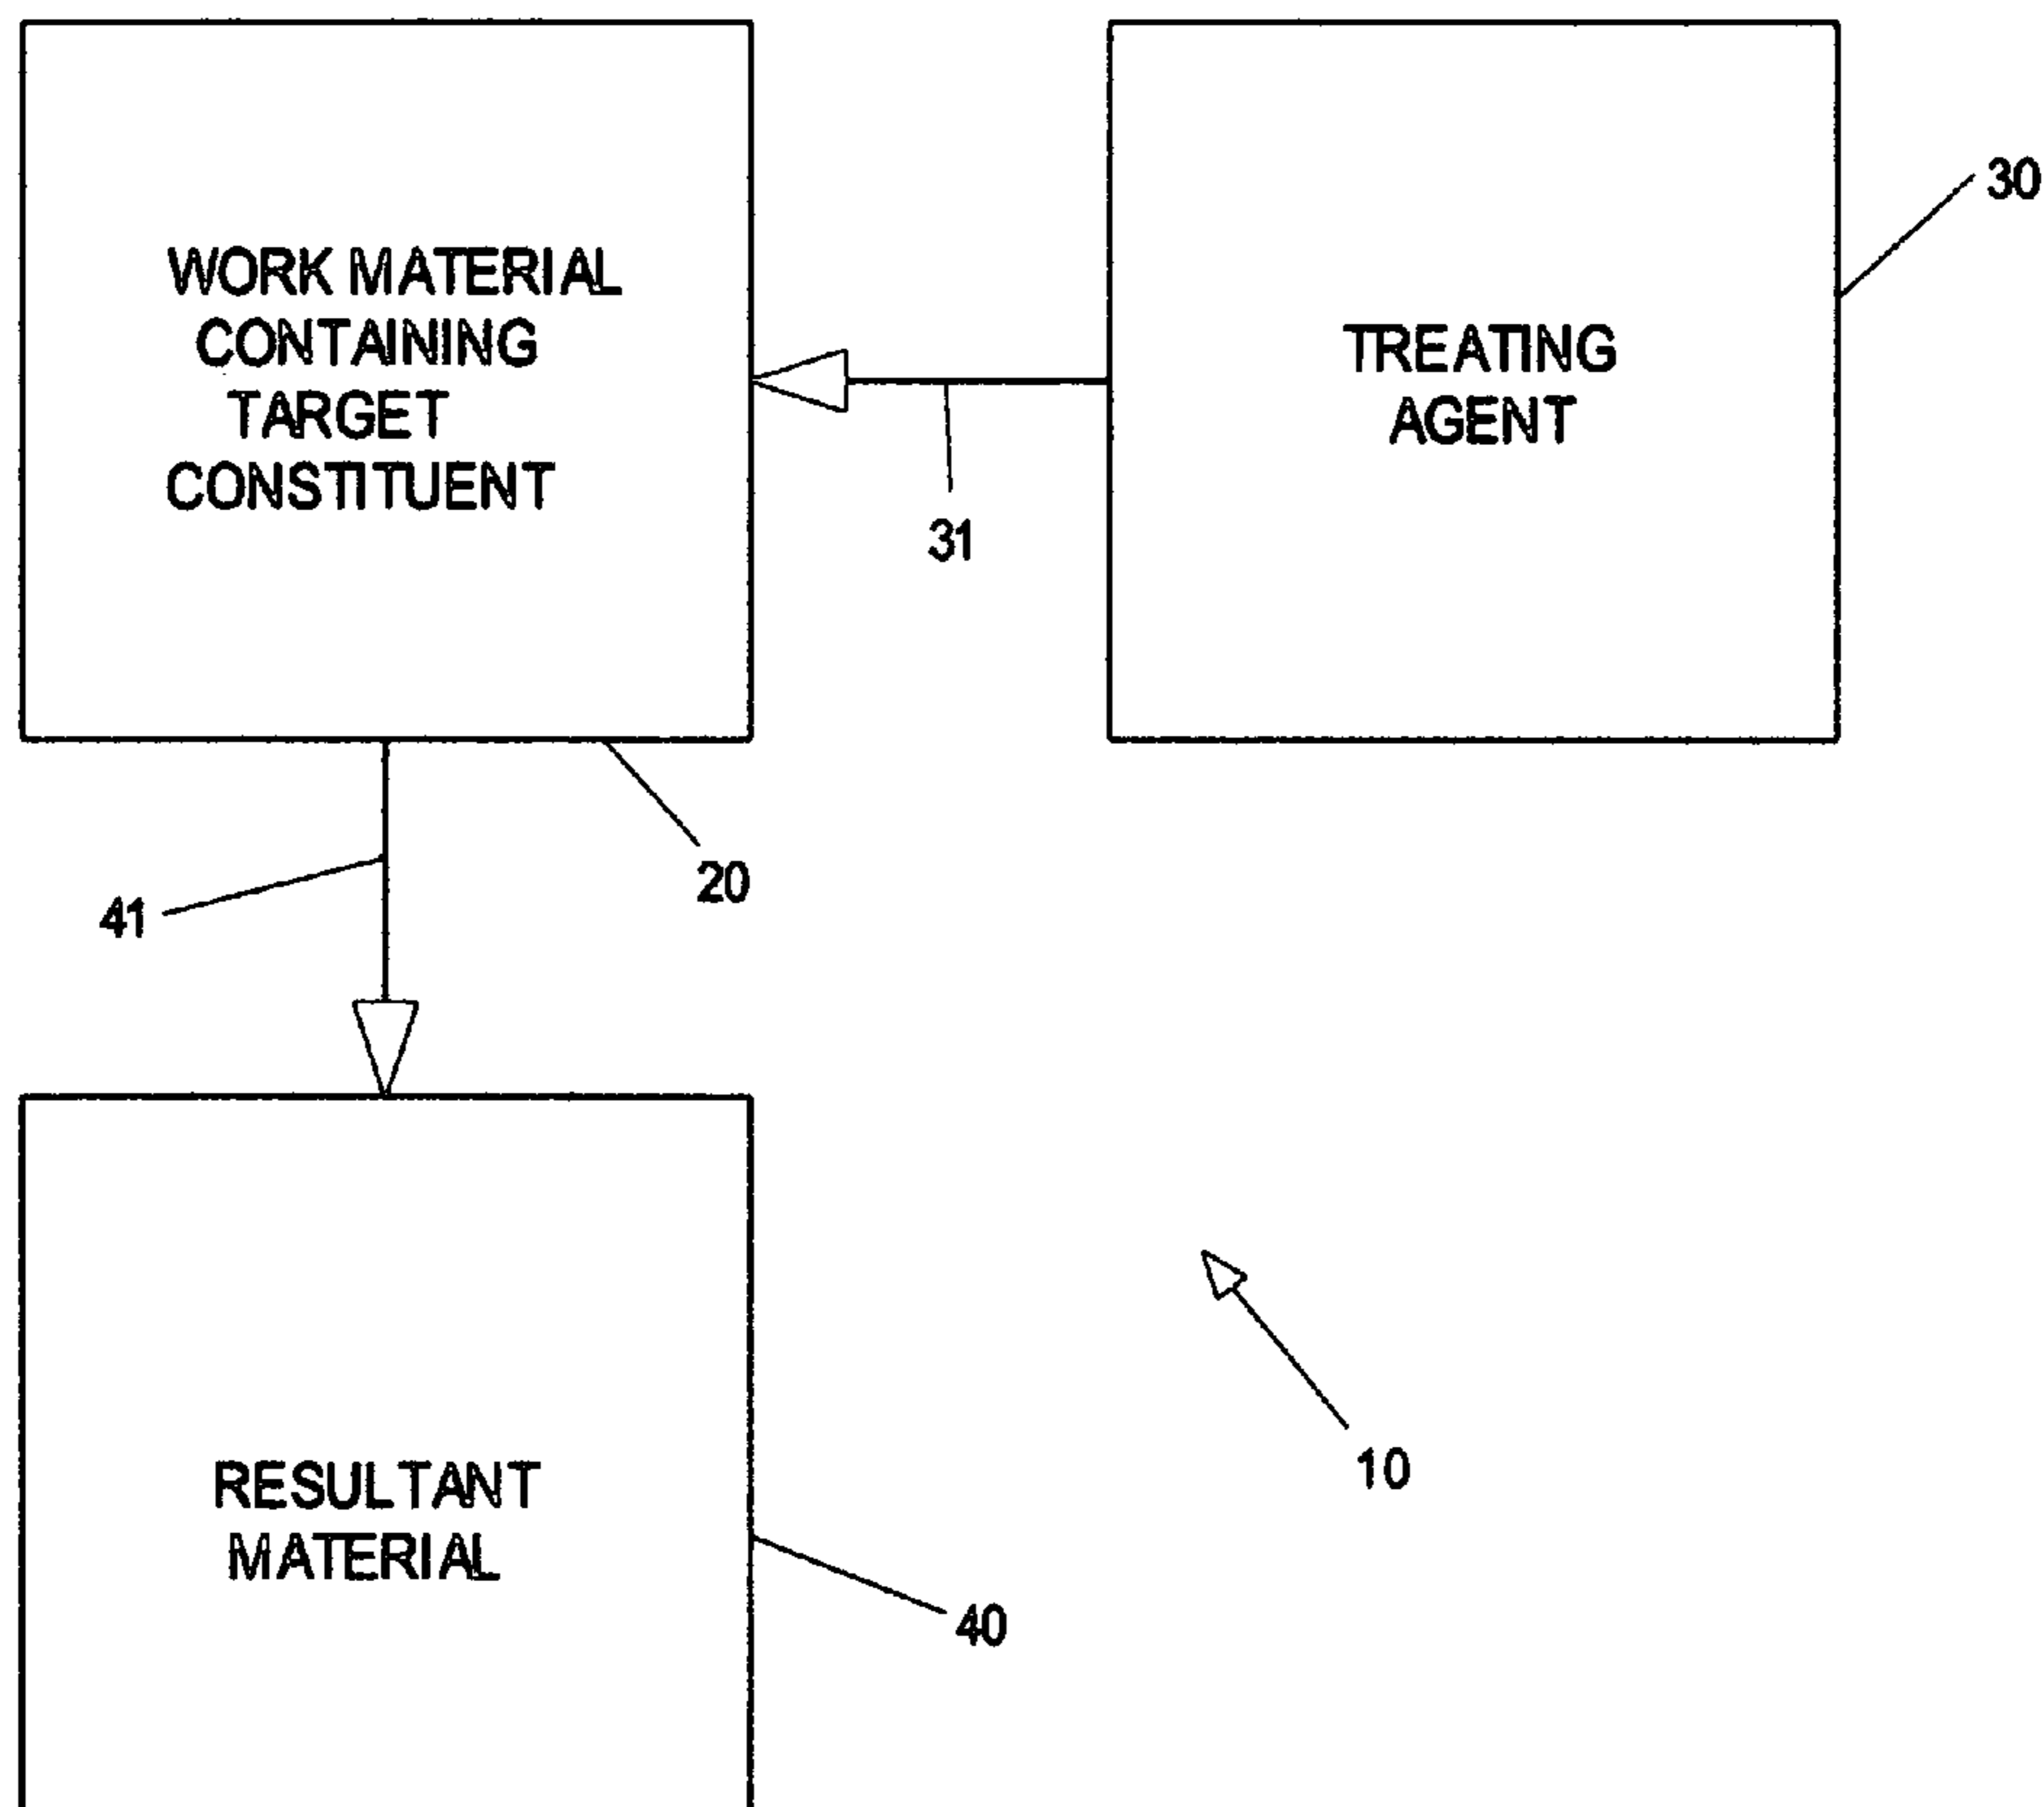 WORK MATERIAL
CONTAINING
TARGET
CONSTITUENT
TREATING
AGENT
30
31
20
41
RESULTANT
MATERIAL
10
40